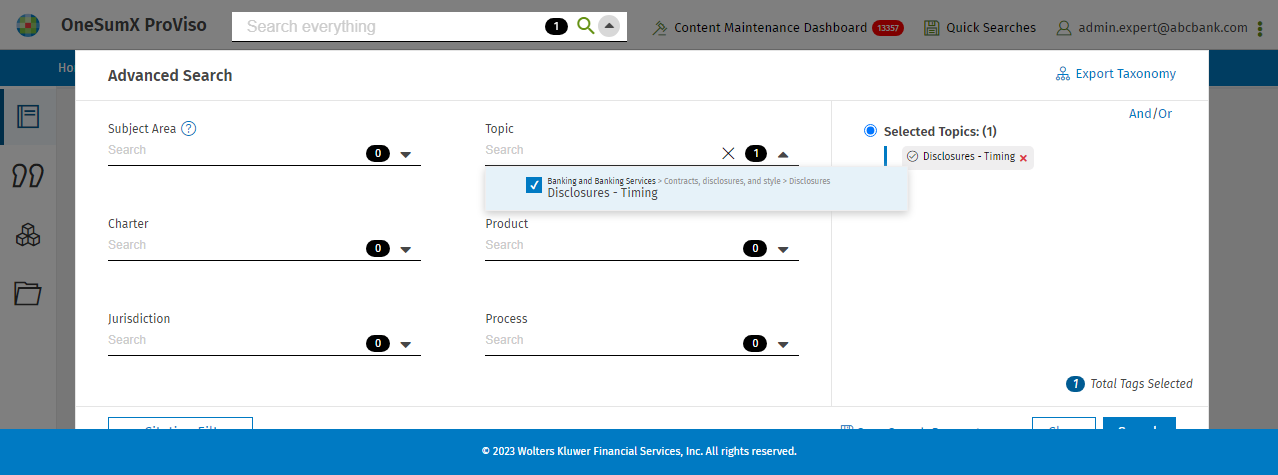 OneSumX ProViso
Search everything
1
Content Maintenance Dashboard 13357
Quick Searches
admin.expert@abcbank.com
Advanced Search
Export Taxonomy
And/Or
Subject Area ?
Search
0
Topic
Search
1
Selected Topics: (1)
Disclosures - Timing
Banking and Banking Services > Contracts, disclosures, and style > Disclosures
Disclosures - Timing
Charter
Search
0
Product
Search
0
Jurisdiction
Search
0
Process
Search
0
1 Total Tags Selected
© 2023 Wolters Kluwer Financial Services, Inc. All rights reserved.